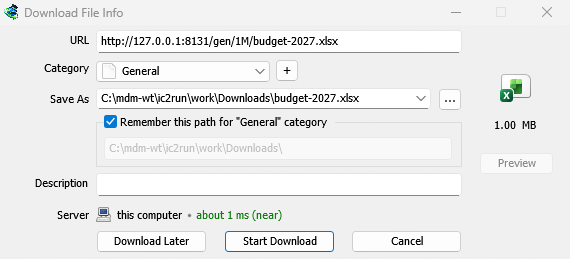 Download File Info
URL http://127.0.0.1:8131/gen/1M/budget-2027.xlsx
Category General +
Save As C:\mdm-wt\ic2run\work\Downloads\budget-2027.xlsx ...
Remember this path for "General" category
C:\mdm-wt\ic2run\work\Downloads\
1.00 MB
Preview
Description
Server this computer • about 1 ms (near)
Download Later Start Download Cancel